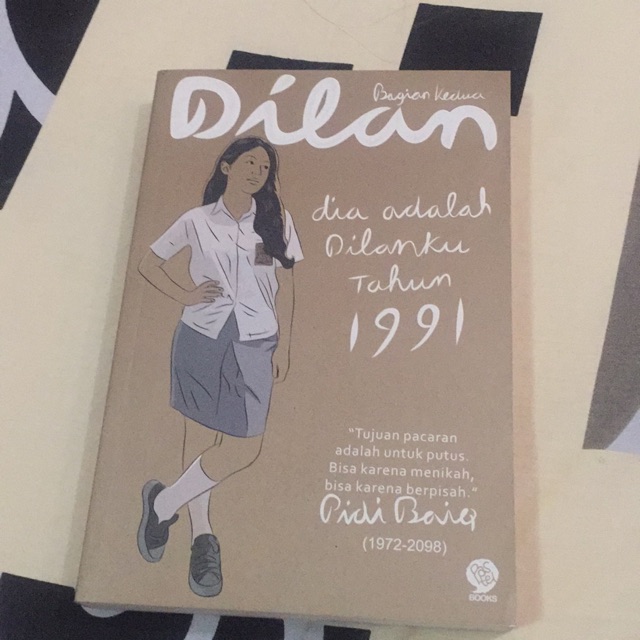 Bagian Kedua
Dilan
dia adalah
Dilanku
Tahun
1991
"Tujuan pacaran
adalah untuk putus.
Bisa karena menikah,
bisa karena berpisah."
Pidi Baiq
(1972-2098)
BOOKS